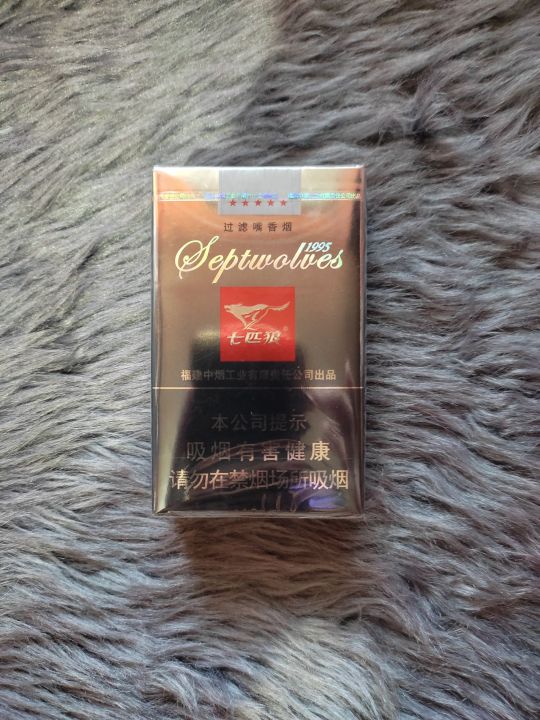 过滤嘴香烟
1995
Septwolves
七匹狼
福建中烟工业有限责任公司出品
本公司提示
吸烟有害健康
请勿在禁烟场所吸烟